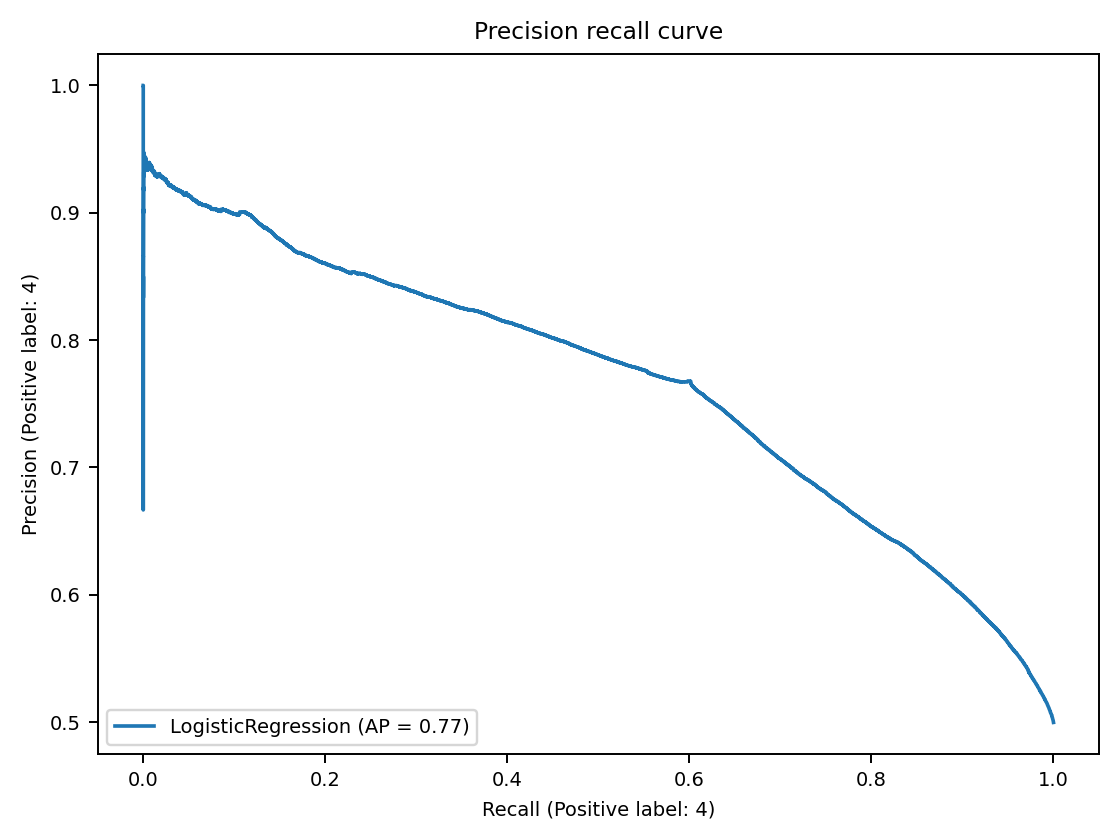 Precision recall curve
1.0
0.9
0.8
0.7
0.6
0.5
Precision (Positive label: 4)
LogisticRegression (AP = 0.77)
0.0 0.2 0.4 0.6 0.8 1.0
Recall (Positive label: 4)